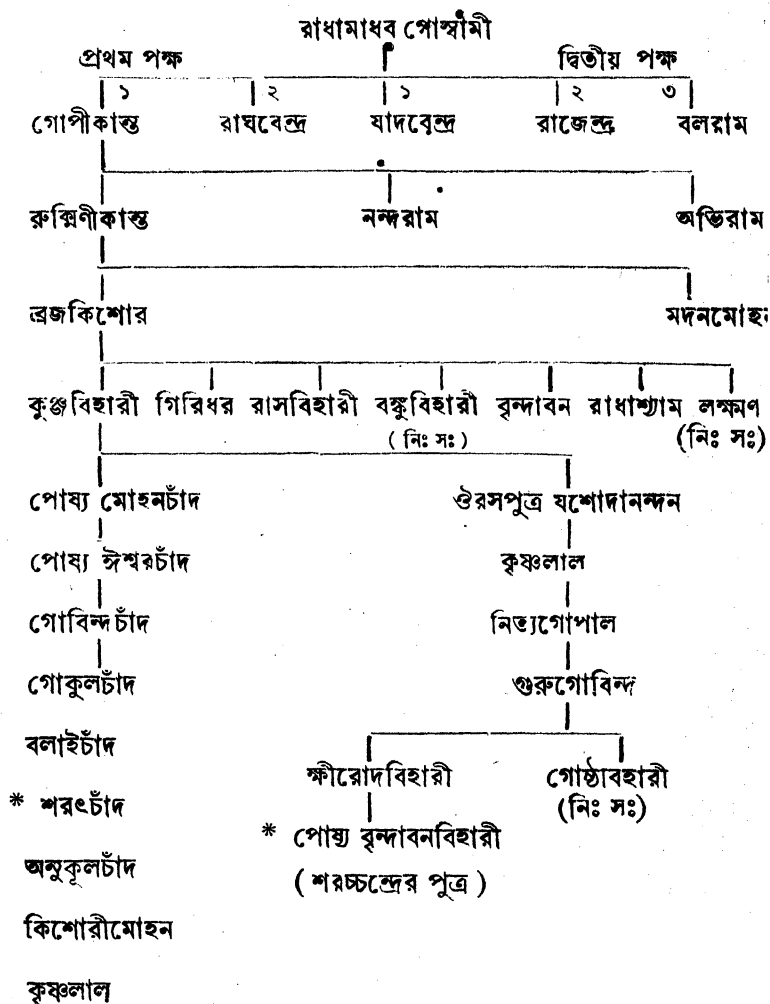 রাধামাধব গোস্বামী
প্রথম পক্ষ দ্বিতীয় পক্ষ
১ ২ ১ ২ ৩
গোপীকান্ত রাঘবেন্দ্র যাদবেন্দ্র রাজেন্দ্র বলরাম
রুক্মিণীকান্ত নন্দরাম অভিরাম
ব্রজকিশোর মদনমোহন
কুঞ্জবিহারী গিরিধর রাসবিহারী বঙ্কুবিহারী বৃন্দাবন রাধাশ্যাম লক্ষ্মণ
(নিঃ সঃ) (নিঃ সঃ)
পোষ্য মোহনচাঁদ ঔরসপুত্র যশোদানন্দন
পোষ্য ঈশ্বরচাঁদ কৃষ্ণলাল
গোবিন্দচাঁদ নিত্যগোপাল
গোকুলচাঁদ গুরুগোবিন্দ
বলাইচাঁদ
ক্ষীরোদবিহারী গোষ্ঠাবহারী
* শরৎচাঁদ (নিঃ সঃ)
* পোষ্য বৃন্দাবনবিহারী
অনুকূলচাঁদ (শরচ্চন্দ্রের পুত্র)
কিশোরীমোহন
কৃষ্ণলাল